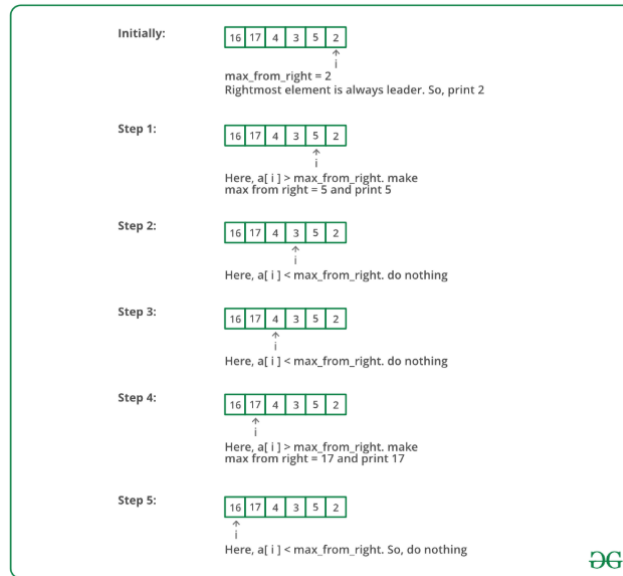 Initially:
16 17 4 3 5 2
i
max_from_right = 2
Rightmost element is always leader. So, print 2
Step 1:
16 17 4 3 5 2
i
Here, a[ i ] > max_from_right. make
max from right = 5 and print 5
Step 2:
16 17 4 3 5 2
i
Here, a[ i ] < max_from_right. do nothing
Step 3:
16 17 4 3 5 2
i
Here, a[ i ] < max_from_right. do nothing
Step 4:
16 17 4 3 5 2
i
Here, a[ i ] > max_from_right. make
max from right = 17 and print 17
Step 5:
16 17 4 3 5 2
i
Here, a[ i ] < max_from_right. So, do nothing